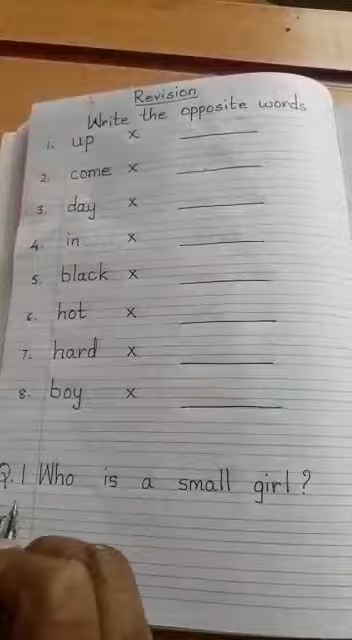 Revision
Write the opposite words
1. up x
2. come x
3. day x
4. in x
5. black x
6. hot x
7. hard x
8. boy x
Q.1 Who is a small girl?